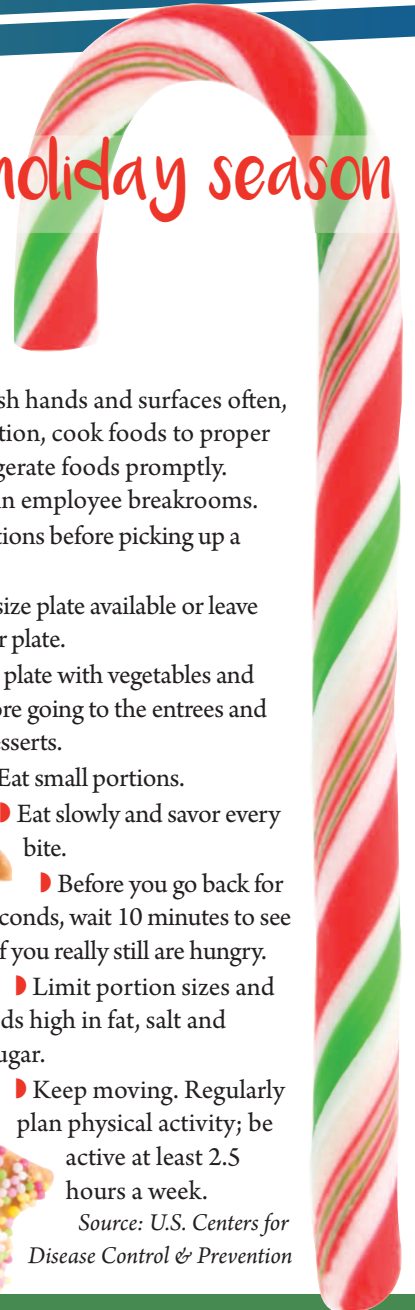 holiday season
sh hands and surfaces often,
tion, cook foods to proper
gerate foods promptly.
in employee breakrooms.
tions before picking up a
size plate available or leave
r plate.
plate with vegetables and
ore going to the entrees and
esserts.
Eat small portions.
◗ Eat slowly and savor every
bite.
◗ Before you go back for
econds, wait 10 minutes to see
f you really still are hungry.
◗ Limit portion sizes and
ds high in fat, salt and
ugar.
◗ Keep moving. Regularly
plan physical activity; be
active at least 2.5
hours a week.
Source: U.S. Centers for
Disease Control & Prevention